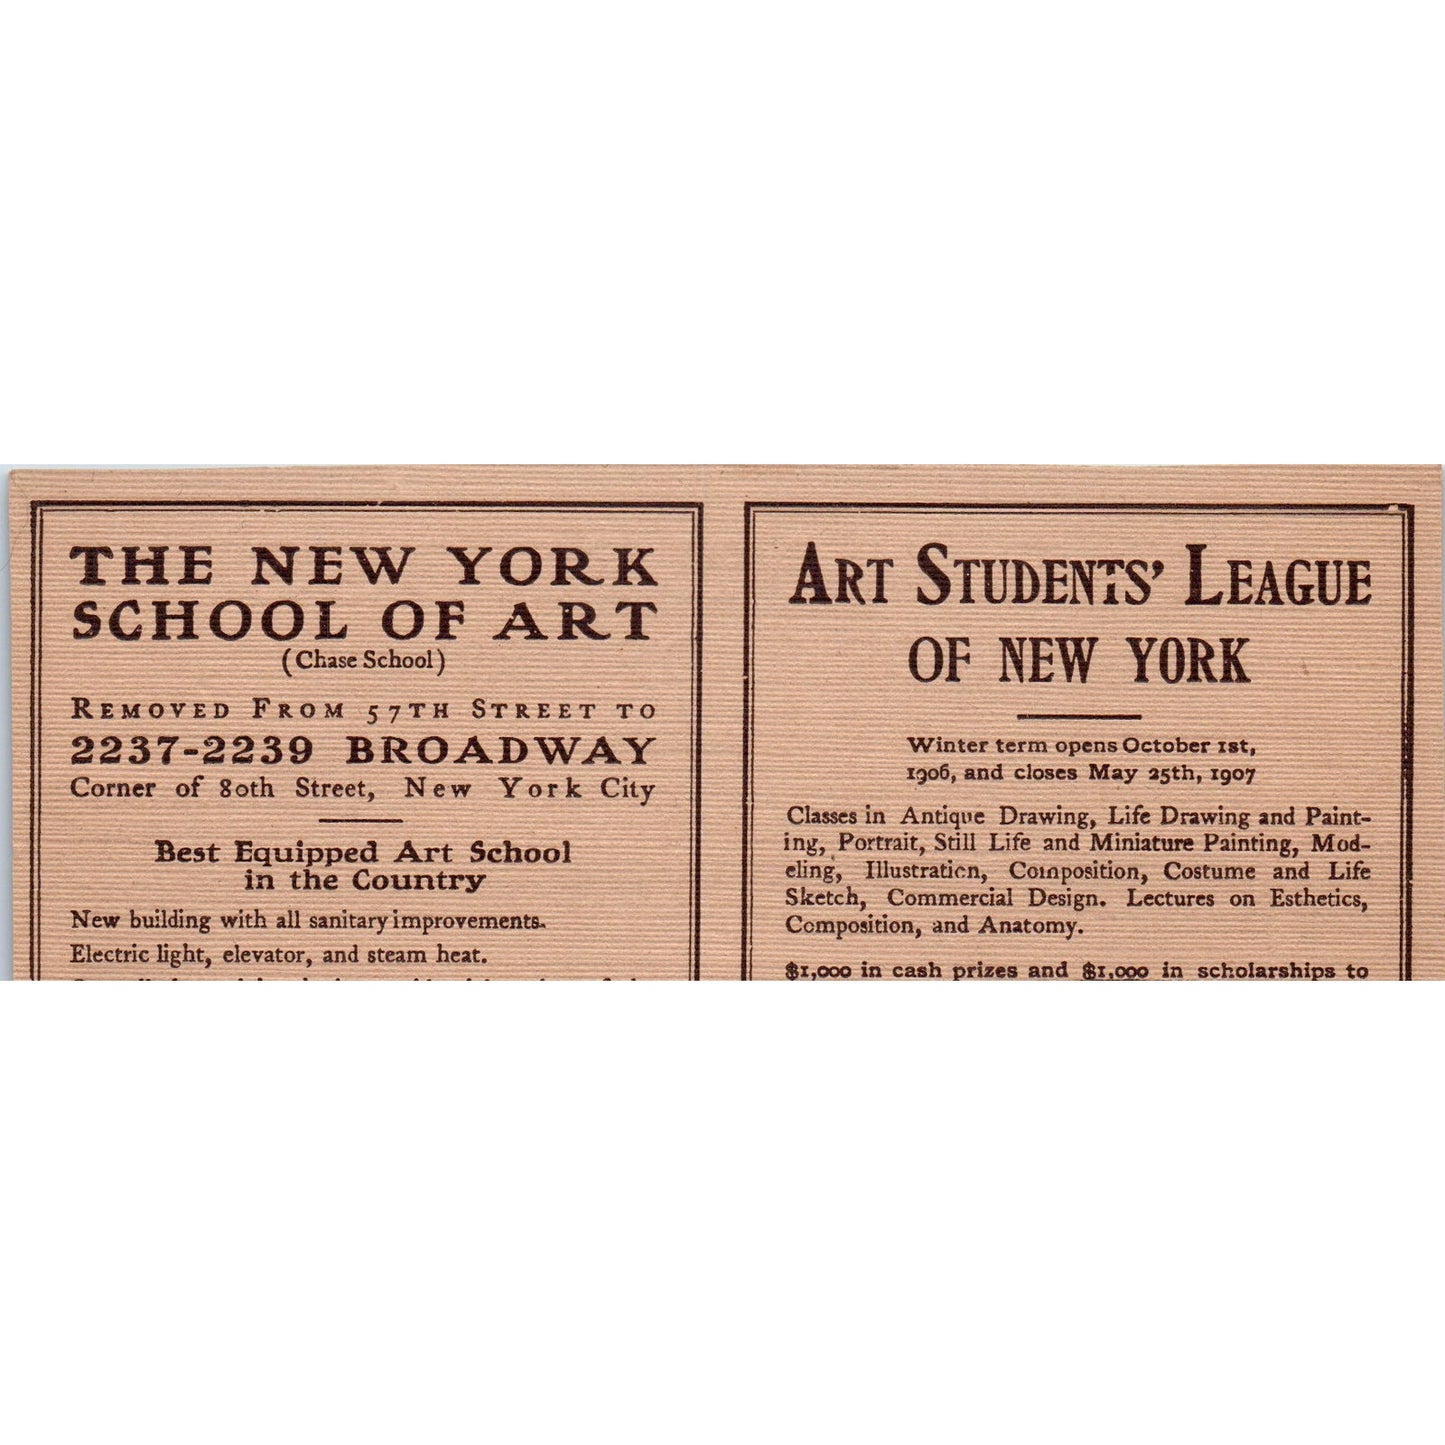 THE NEW YORK
SCHOOL OF ART
(Chase School)
REMOVED FROM 57TH STREET TO
2237-2239 BROADWAY
Corner of 80th Street, New York City
Best Equipped Art School
in the Country
New building with all sanitary improvements.
Electric light, elevator, and steam heat.
ART STUDENTS' LEAGUE
OF NEW YORK
Winter term opens October 1st,
1906, and closes May 25th, 1907
Classes in Antique Drawing, Life Drawing and Paint-
ing, Portrait, Still Life and Miniature Painting, Mod-
eling, Illustration, Composition, Costume and Life
Sketch, Commercial Design. Lectures on Esthetics,
Composition, and Anatomy.
$1,000 in cash prizes and $1,000 in scholarships to